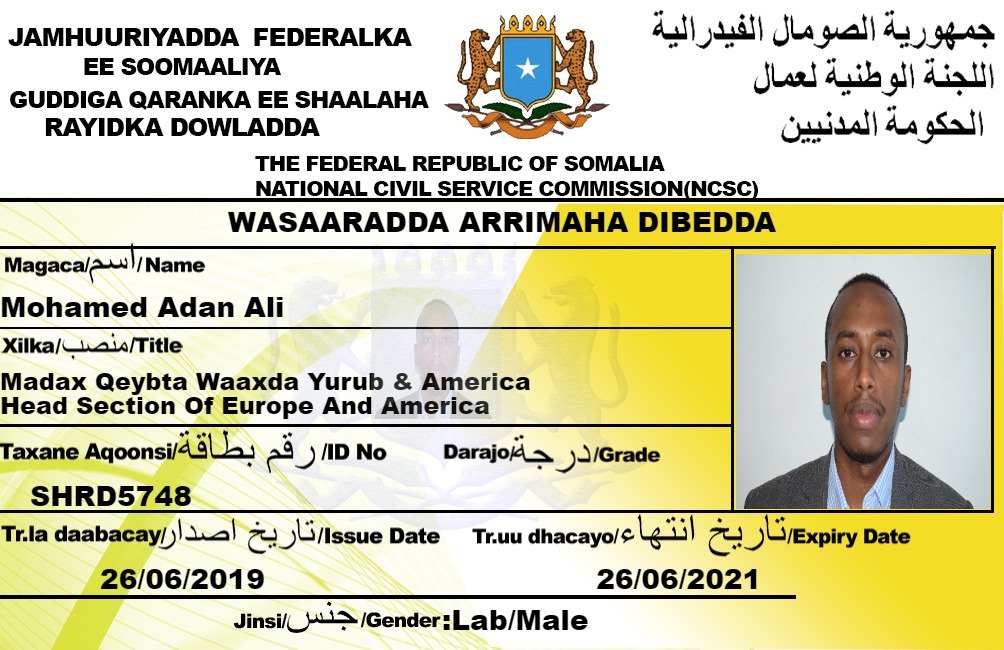 JAMHUURIYADDA FEDERALKA
EE SOOMAALIYA
GUDDIGA QARANKA EE SHAALAHA
RAYIDKA DOWLADDA
جمهورية الصومال الفيدرالية
اللجنة الوطنية لعمال
الحكومة المدنيين
THE FEDERAL REPUBLIC OF SOMALIA
NATIONAL CIVIL SERVICE COMMISSION(NCSC)
WASAARADDA ARRIMAHA DIBEDDA
Magaca/اسم/Name
Mohamed Adan Ali
Xilka/منصب/Title
Madax Qeybta Waaxda Yurub & America
Head Section Of Europe And America
Taxane Aqoonsi/رقم بطاقة/ID No
Darajo/درجة/Grade
SHRD5748
Tr.la daabacay/تاريخ اصدار/Issue Date
Tr.uu dhacayo/تاريخ انتهاء/Expiry Date
26/06/2019
26/06/2021
Jinsi/جنس/Gender:Lab/Male